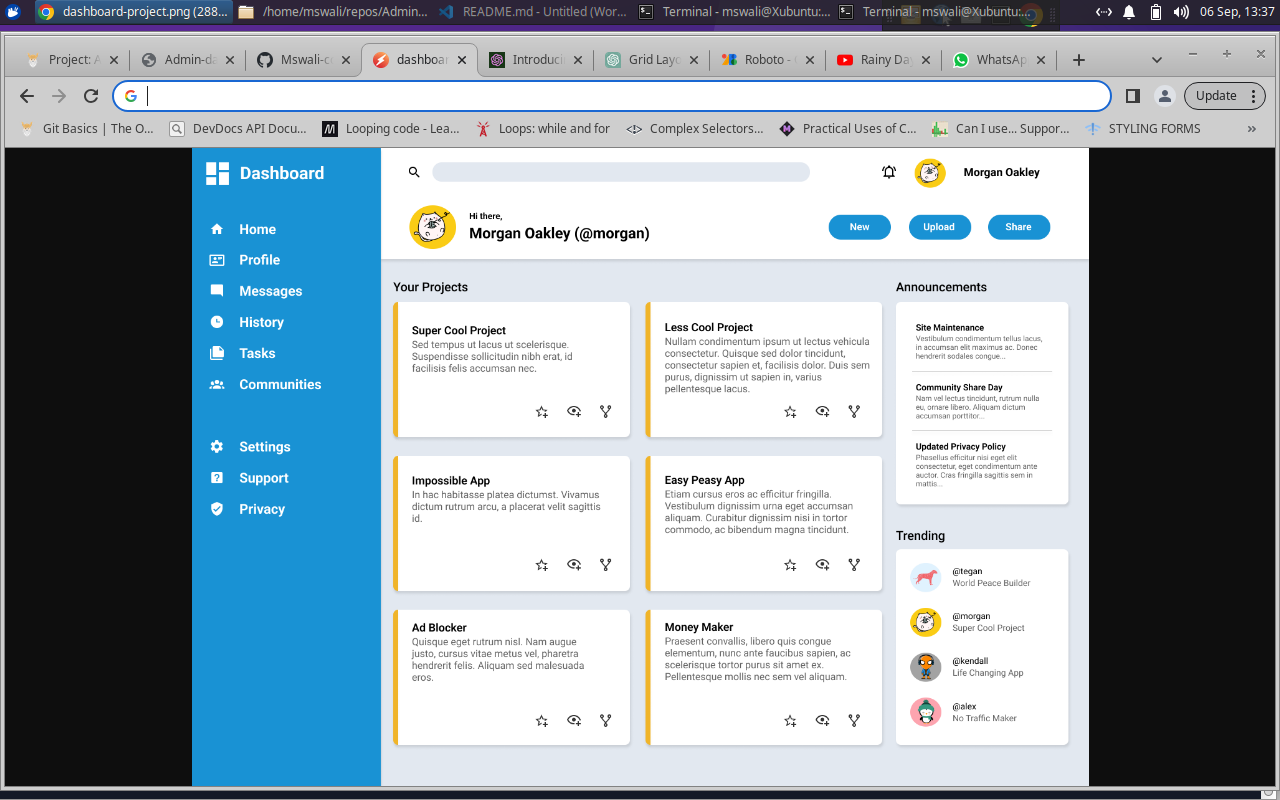 dashboard-project.png (288...
/home/mswali/repos/Admin...
README.md - Untitled (Wor...
Terminal - mswali@Xubuntu:...
Terminal - mswali@Xubuntu:...
06 Sep, 13:37
Project: A
Admin-da
Mswali-c
dashboar
Introducin
Grid Layo
Roboto -
Rainy Day
WhatsAp
Update
Git Basics | The O...
DevDocs API Docu...
Looping code - Lea...
Loops: while and for
Complex Selectors...
Practical Uses of C...
Can I use... Suppor...
STYLING FORMS
»
Dashboard
Home
Profile
Messages
History
Tasks
Communities
Settings
Support
Privacy
Morgan Oakley
Hi there,
Morgan Oakley (@morgan)
New
Upload
Share
Your Projects
Super Cool Project
Sed tempus ut lacus ut scelerisque.
Suspendisse sollicitudin nibh erat, id
facilisis felis accumsan nec.
Less Cool Project
Nullam condimentum ipsum ut lectus vehicula
consectetur. Quisque sed dolor tincidunt,
consectetur sapien et, facilisis dolor. Duis sem
purus, dignissim ut sapien in, varius
pellentesque lacus.
Impossible App
In hac habitasse platea dictumst. Vivamus
dictum rutrum arcu, a placerat velit sagittis
id.
Easy Peasy App
Etiam cursus eros ac efficitur fringilla.
Vestibulum dignissim urna eget accumsan
aliquam. Curabitur dignissim nisi in tortor
commodo, ac bibendum magna tincidunt.
Ad Blocker
Quisque eget rutrum nisl. Nam augue
justo, cursus vitae metus vel, pharetra
hendrerit felis. Aliquam sed malesuada
eros.
Money Maker
Praesent convallis, libero quis congue
elementum, nunc ante faucibus sapien, ac
scelerisque tortor purus sit amet ex.
Pellentesque mollis nec sem vel aliquam.
Announcements
Site Maintenance
Vestibulum condimentum tellus lacus,
in accumsan elit maximus ac. Donec
hendrerit sodales congue...
Community Share Day
Nam vel lectus tincidunt, rutrum nulla
eu, ornare libero. Aliquam dictum
accumsan porttitor...
Updated Privacy Policy
Phasellus efficitur nisi eget elit
consectetur, eget condimentum ante
auctor. Cras fringilla sagittis sem in
mattis...
Trending
@tegan
World Peace Builder
@morgan
Super Cool Project
@kendall
Life Changing App
@alex
No Traffic Maker